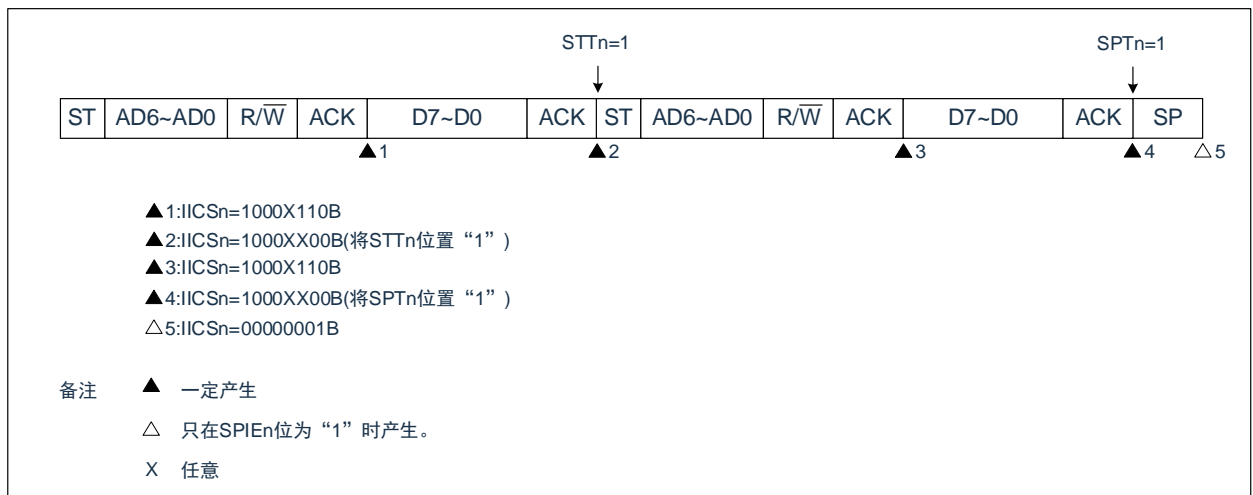 STTn=1 SPTn=1
ST AD6~AD0 R/W̅ ACK D7~D0 ACK ST AD6~AD0 R/W̅ ACK D7~D0 ACK SP
▲1 ▲2 ▲3 ▲4 △5
▲1:IICSn=1000X110B
▲2:IICSn=1000XX00B(将STTn位置“1”)
▲3:IICSn=1000X110B
▲4:IICSn=1000XX00B(将SPTn位置“1”)
△5:IICSn=00000001B
备注 ▲ 一定产生
△ 只在SPIEn位为“1”时产生。
X 任意